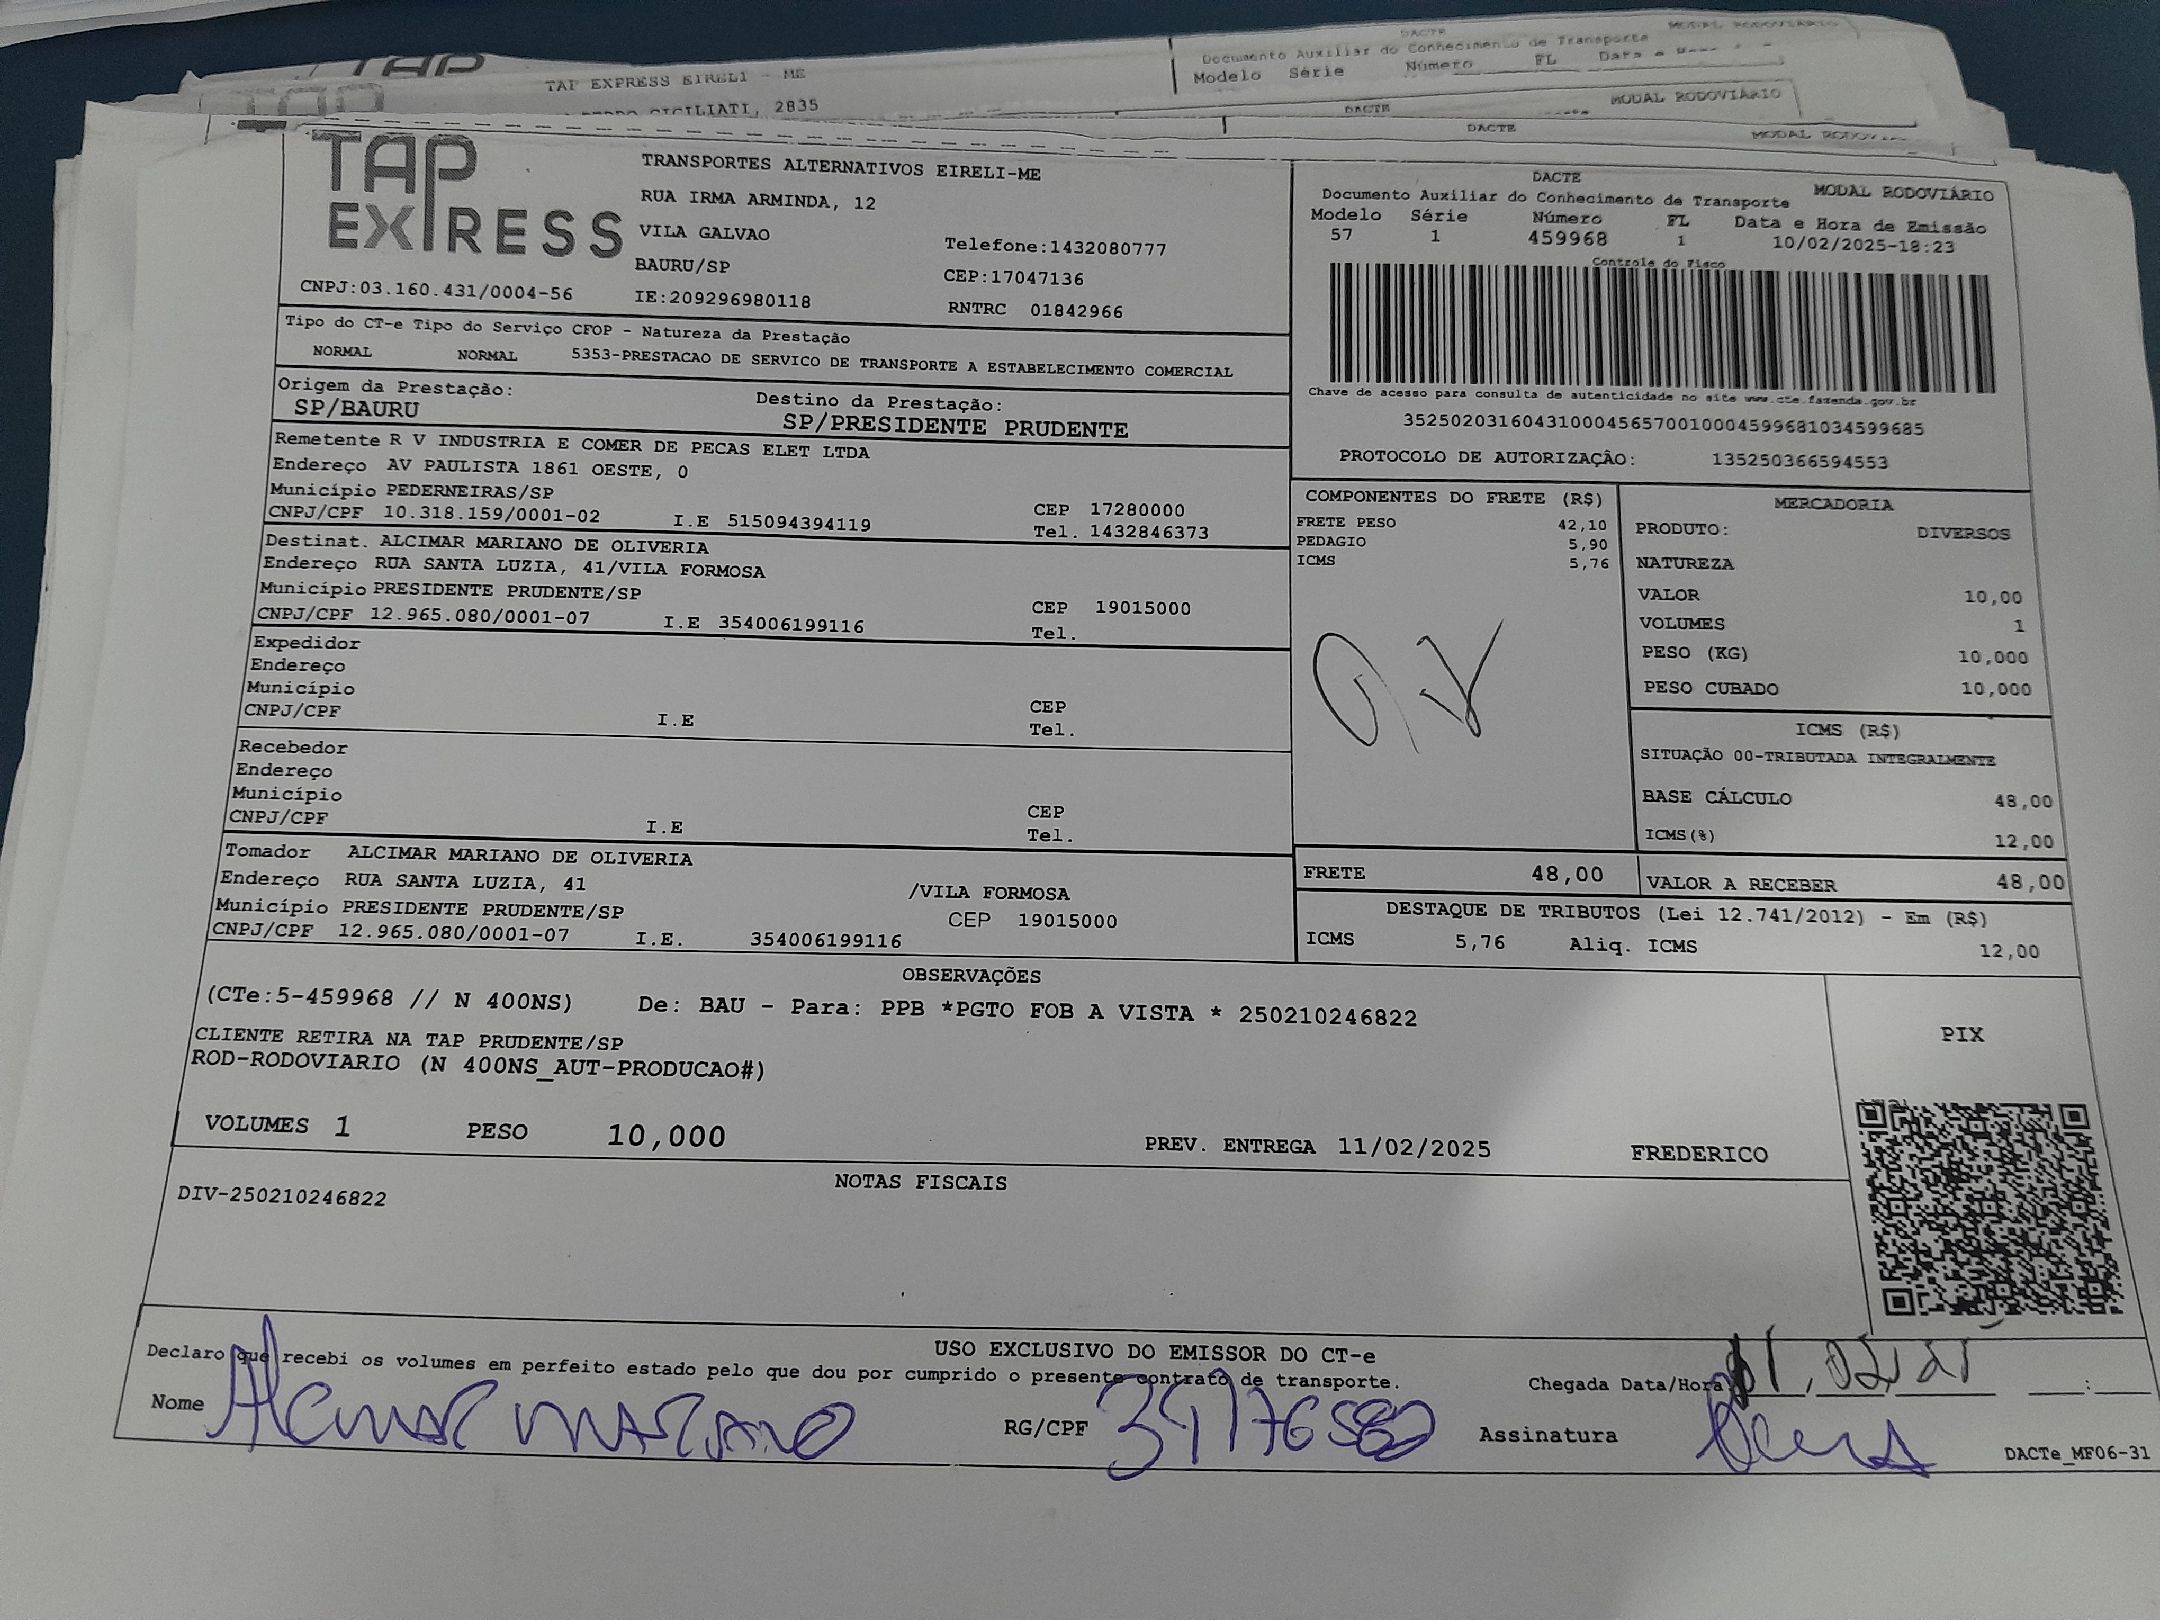 TAP EXPRESS EIRELI - ME
DACTE
MODAL RODOVIÁRIO
Documento Auxiliar do Conhecimento de Transporte
Modelo Série Número FL
CICILIATI, 2835
DACTE
MODAL RODOVIÁRIO
DACTE
TAP
EXPRESS
CNPJ:03.160.431/0004-56
TRANSPORTES ALTERNATIVOS EIRELI-ME
RUA IRMA ARMINDA, 12
VILA GALVAO
Telefone:1432080777
BAURU/SP
CEP:17047136
IE:209296980118
RNTRC 01842966
DACTE
Documento Auxiliar do Conhecimento de Transporte
MODAL RODOVIÁRIO
Modelo Série Número FL Data e Hora de Emissão
57 1 459968 1 10/02/2025-18:23
Controle do Fisco
Chave de acesso para consulta de autenticidade no site www.cte.fazenda.gov.br
35250203160431000456570010004599681034599685
PROTOCOLO DE AUTORIZAÇÂO: 135250366594553
Tipo do CT-e Tipo do Serviço CFOP - Natureza da Prestação
NORMAL NORMAL 5353-PRESTACAO DE SERVICO DE TRANSPORTE A ESTABELECIMENTO COMERCIAL
Origem da Prestação:
SP/BAURU
Destino da Prestação:
SP/PRESIDENTE PRUDENTE
Remetente R V INDUSTRIA E COMER DE PECAS ELET LTDA
Endereço AV PAULISTA 1861 OESTE, 0
Município PEDERNEIRAS/SP CEP 17280000
CNPJ/CPF 10.318.159/0001-02 I.E 515094394119 Tel. 1432846373
Destinat. ALCIMAR MARIANO DE OLIVERIA
Endereço RUA SANTA LUZIA, 41/VILA FORMOSA
Município PRESIDENTE PRUDENTE/SP CEP 19015000
CNPJ/CPF 12.965.080/0001-07 I.E 354006199116 Tel.
Expedidor
Endereço
Município CEP
CNPJ/CPF I.E Tel.
Recebedor
Endereço
Município CEP
CNPJ/CPF I.E Tel.
Tomador ALCIMAR MARIANO DE OLIVERIA
Endereço RUA SANTA LUZIA, 41 /VILA FORMOSA
Município PRESIDENTE PRUDENTE/SP CEP 19015000
CNPJ/CPF 12.965.080/0001-07 I.E. 354006199116
COMPONENTES DO FRETE (R$)
FRETE PESO 42,10
PEDAGIO 5,90
ICMS 5,76
MERCADORIA
PRODUTO: DIVERSOS
NATUREZA
VALOR 10,00
VOLUMES 1
PESO (KG) 10,000
PESO CUBADO 10,000
ICMS (R$)
SITUAÇÃO 00-TRIBUTADA INTEGRALMENTE
BASE CÁLCULO 48,00
ICMS(%) 12,00
FRETE 48,00
VALOR A RECEBER 48,00
DESTAQUE DE TRIBUTOS (Lei 12.741/2012) - Em (R$)
ICMS 5,76 Aliq. ICMS 12,00
OBSERVAÇÕES
(CTe:5-459968 // N 400NS) De: BAU - Para: PPB *PGTO FOB A VISTA * 250210246822
CLIENTE RETIRA NA TAP PRUDENTE/SP
ROD-RODOVIARIO (N 400NS_AUT-PRODUCAO#)
VOLUMES 1 PESO 10,000 PREV. ENTREGA 11/02/2025 FREDERICO
PIX
NOTAS FISCAIS
DIV-250210246822
USO EXCLUSIVO DO EMISSOR DO CT-e
Declaro que recebi os volumes em perfeito estado pelo que dou por cumprido o presente contrato de transporte.
Chegada Data/Hora
Nome Alcimar mariano
RG/CPF
Assinatura
DACTe_MF06-31